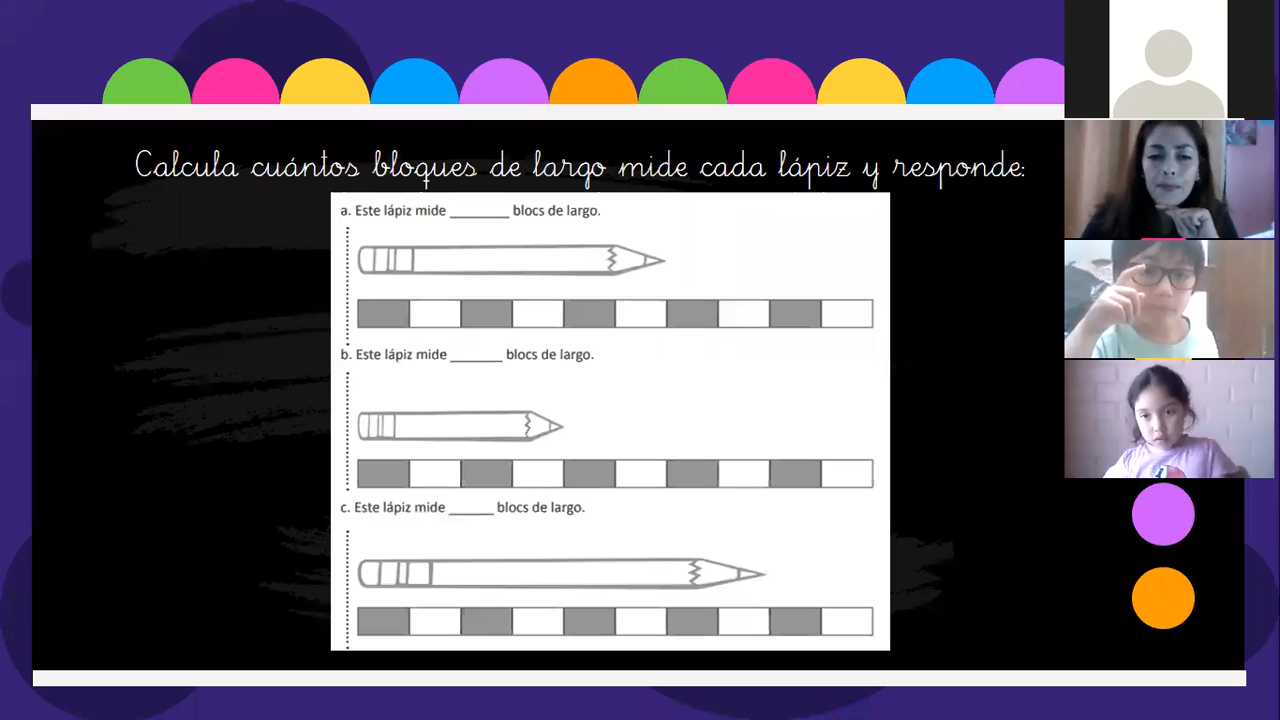 Calcula cuántos bloques de largo mide cada lápiz y responde:
a. Este lápiz mide ________ blocs de largo.
b. Este lápiz mide _______ blocs de largo.
c. Este lápiz mide ______ blocs de largo.